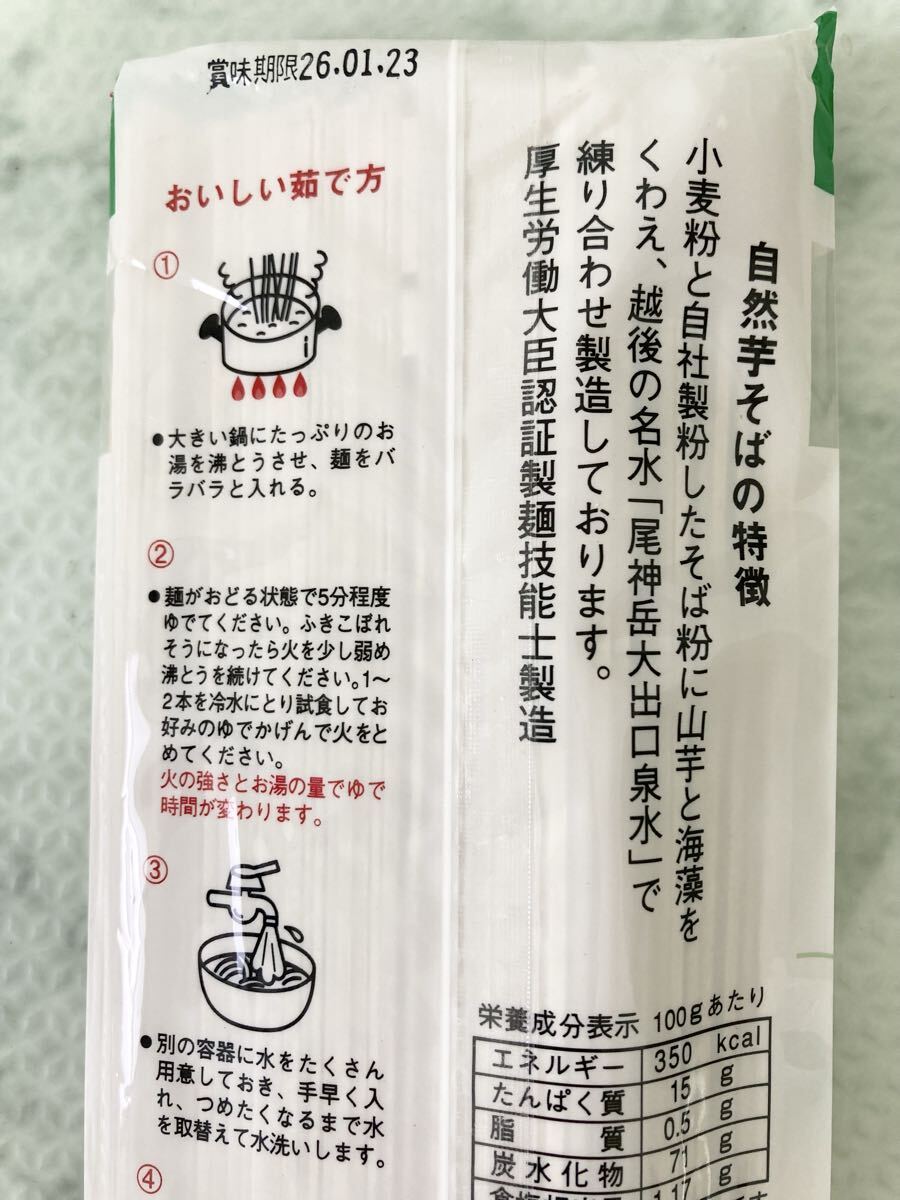 賞味期限26.01.23
おいしい茹で方
①
●大きい鍋にたっぷりのお
湯を沸とうさせ、麺をバ
ラバラと入れる。
②
●麺がおどる状態で5分程度
ゆでてください。ふきこぼれ
そうになったら火を少し弱め
沸とうを続けてください。1〜
2本を冷水にとり試食してお
好みのゆでかげんで火をと
めてください。
火の強さとお湯の量でゆで
時間が変わります。
③
●別の容器に水をたくさん
用意しておき、手早く入
れ、つめたくなるまで水
を取替えて水洗いします。
④
自然芋そばの特徴
小麦粉と自社製粉したそば粉に山芋と海藻を
くわえ、越後の名水「尾神岳大出口泉水」で
練り合わせ製造しております。
厚生労働大臣認証製麺技能士製造
栄養成分表示 100gあたり
エネルギー 350 kcal
たんぱく質 15 g
脂質 0.5 g
炭水化物 71 g
1.17 g